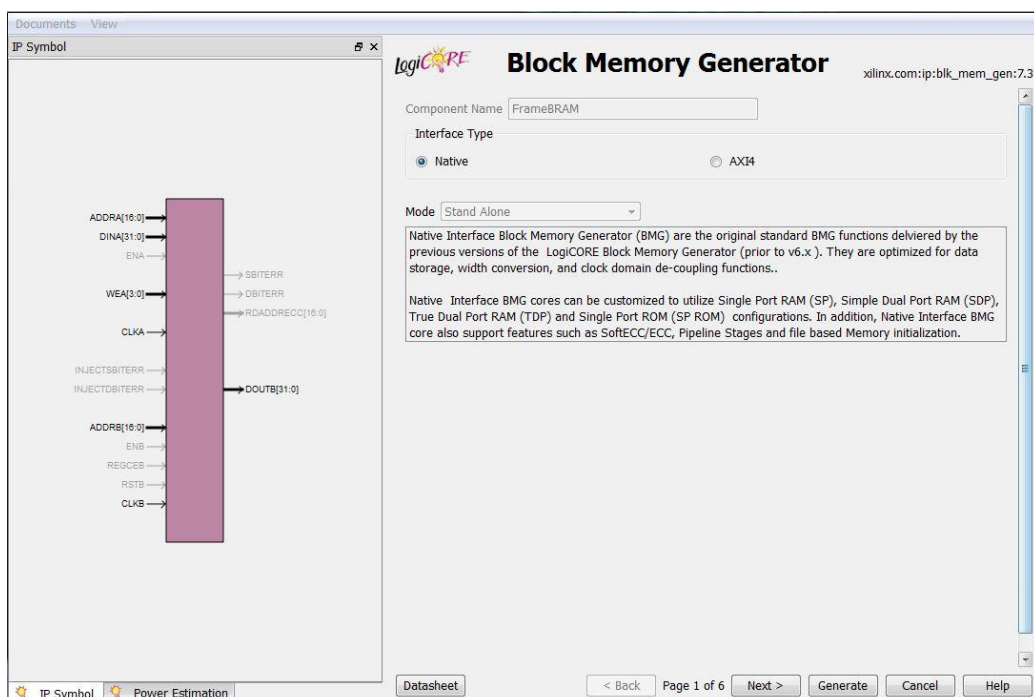 Documents View
IP Symbol
ADDRA[16:0]
DINA[31:0]
ENA
SBITERR
WEA[3:0]
DBITERR
RDADDRECC[16:0]
CLKA
INJECTSBITERR
INJECTDBITERR
DOUTB[31:0]
ADDRB[16:0]
ENB
REGCEB
RSTB
CLKB
IP Symbol
Power Estimation
LogiCORE
Block Memory Generator
xilinx.com:ip:blk_mem_gen:7.3
Component Name FrameBRAM
Interface Type
Native
AXI4
Mode Stand Alone
Native Interface Block Memory Generator (BMG) are the original standard BMG functions delviered by the
previous versions of the LogiCORE Block Memory Generator (prior to v6.x ). They are optimized for data
storage, width conversion, and clock domain de-coupling functions..
Native Interface BMG cores can be customized to utilize Single Port RAM (SP), Simple Dual Port RAM (SDP),
True Dual Port RAM (TDP) and Single Port ROM (SP ROM) configurations. In addition, Native Interface BMG
core also support features such as SoftECC/ECC, Pipeline Stages and file based Memory initialization.
Datasheet
< Back
Page 1 of 6
Next >
Generate
Cancel
Help